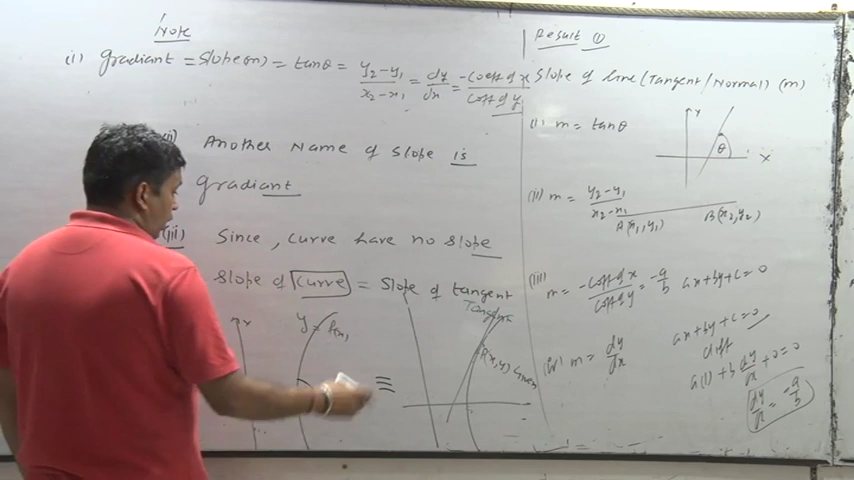 Note
(i) Gradiant = Slope(m) = tanθ = y₂-y₁/x₂-x₁ = dy/dx = -Coeff of x/Coff of y
(ii) Another Name of Slope is
Gradiant
(iii) Since, Curve have no Slope
Slope of Curve = Slope of tangent
Y
y = f(x)
≡
Tangent
P(x,y) Given
Result ①
Slope of line (Tangent/Normal) (m)
(i) m = tanθ
Y
θ
X
(ii) m = y₂-y₁/x₂-x₁
A(x₁,y₁) B(x₂,y₂)
(iii) m = -Coff of x/Coff of y = -a/b ax+by+c=0
(iv) m = dy/dx
ax+by+c=0
diff
a(1)+b dy/dx+0=0
dy/dx = -a/b